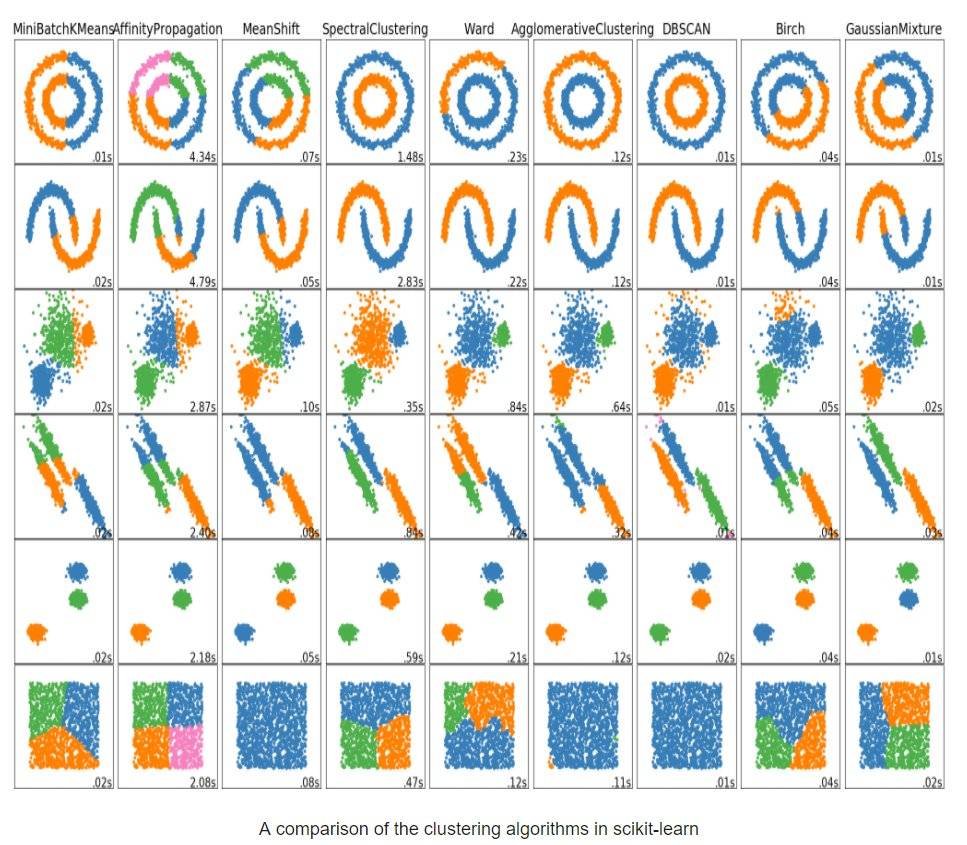 MiniBatchKMeans AffinityPropagation MeanShift SpectralClustering Ward AgglomerativeClustering DBSCAN Birch GaussianMixture
.01s 4.34s .07s 1.48s .23s .12s .01s .04s .01s
.02s 4.79s .05s 2.83s .22s .12s .01s .04s .01s
.02s 2.87s .10s .35s .84s .64s .01s .05s .02s
.02s 2.40s .08s .84s .42s .32s .01s .04s .03s
.02s 2.18s .05s .59s .21s .12s .02s .04s .01s
.02s 2.08s .08s .47s .12s .11s .01s .04s .02s
A comparison of the clustering algorithms in scikit-learn